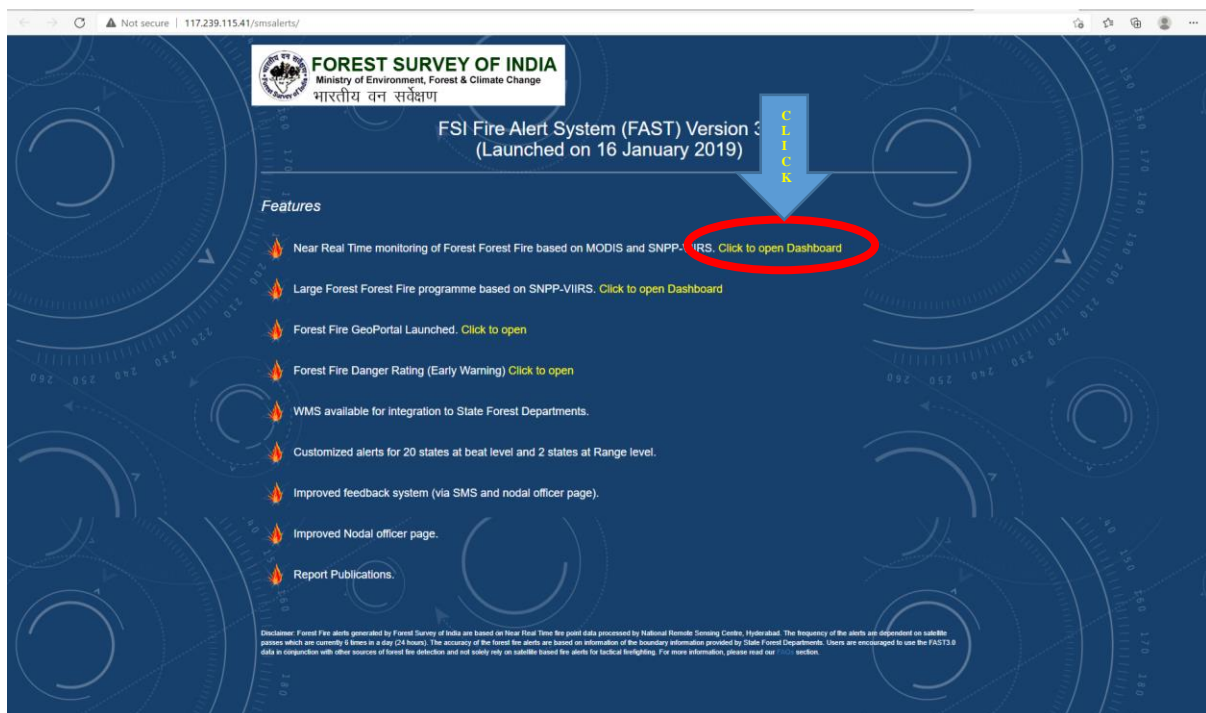 Not secure | 117.239.115.41/smsalerts/
FOREST SURVEY OF INDIA
Ministry of Environment, Forest & Climate Change
भारतीय वन सर्वेक्षण
FSI Fire Alert System (FAST) Version 3
(Launched on 16 January 2019)
C
L
I
C
K
Features
Near Real Time monitoring of Forest Forest Fire based on MODIS and SNPP-VIIRS. Click to open Dashboard
Large Forest Forest Fire programme based on SNPP-VIIRS. Click to open Dashboard
Forest Fire GeoPortal Launched. Click to open
Forest Fire Danger Rating (Early Warning) Click to open
WMS available for integration to State Forest Departments.
Customized alerts for 20 states at beat level and 2 states at Range level.
Improved feedback system (via SMS and nodal officer page).
Improved Nodal officer page.
Report Publications.
Disclaimer: Forest Fire alerts generated by Forest Survey of India are based on Near Real Time fire point data processed by National Remote Sensing Centre, Hyderabad. The frequency of the alerts are dependent on satellite
passes which are currently 6 times in a day (24 hours). The accuracy of the forest fire alerts are based on information of the boundary information provided by State Forest Departments. Users are encouraged to use the FAST3.0
data in conjunction with other sources of forest fire detection and not solely rely on satellite based fire alerts for tactical firefighting. For more information, please read our FAQs section.